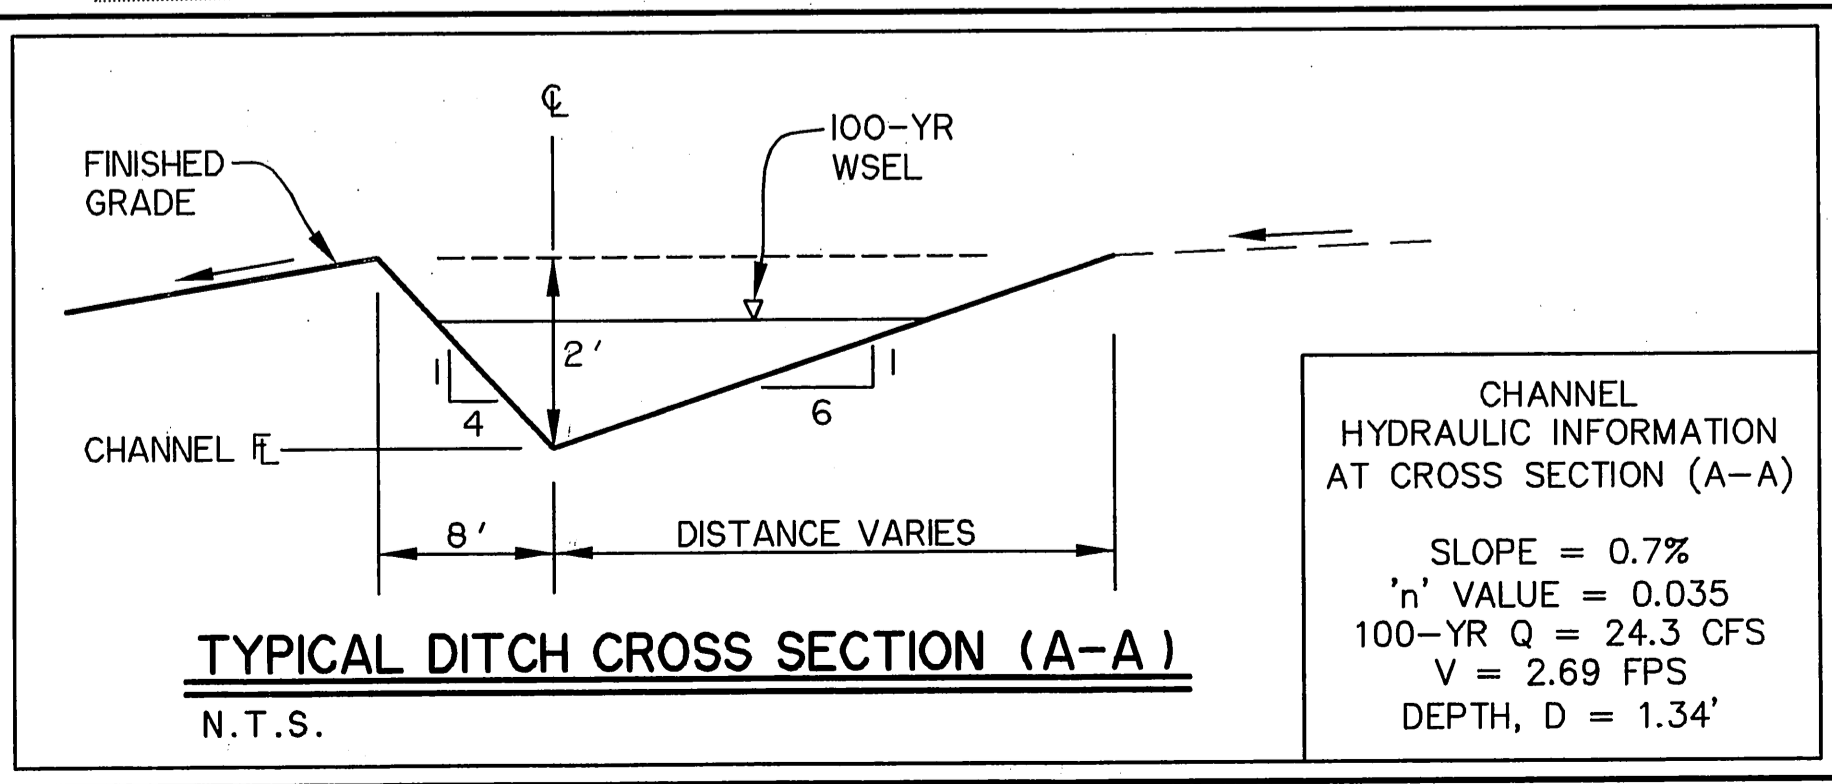 ℄
100-YR
WSEL
FINISHED
GRADE
2'
1
4
1
6
CHANNEL FL
8'
DISTANCE VARIES
TYPICAL DITCH CROSS SECTION (A-A)
N.T.S.
CHANNEL
HYDRAULIC INFORMATION
AT CROSS SECTION (A-A)
SLOPE = 0.7%
'n' VALUE = 0.035
100-YR Q = 24.3 CFS
V = 2.69 FPS
DEPTH, D = 1.34'